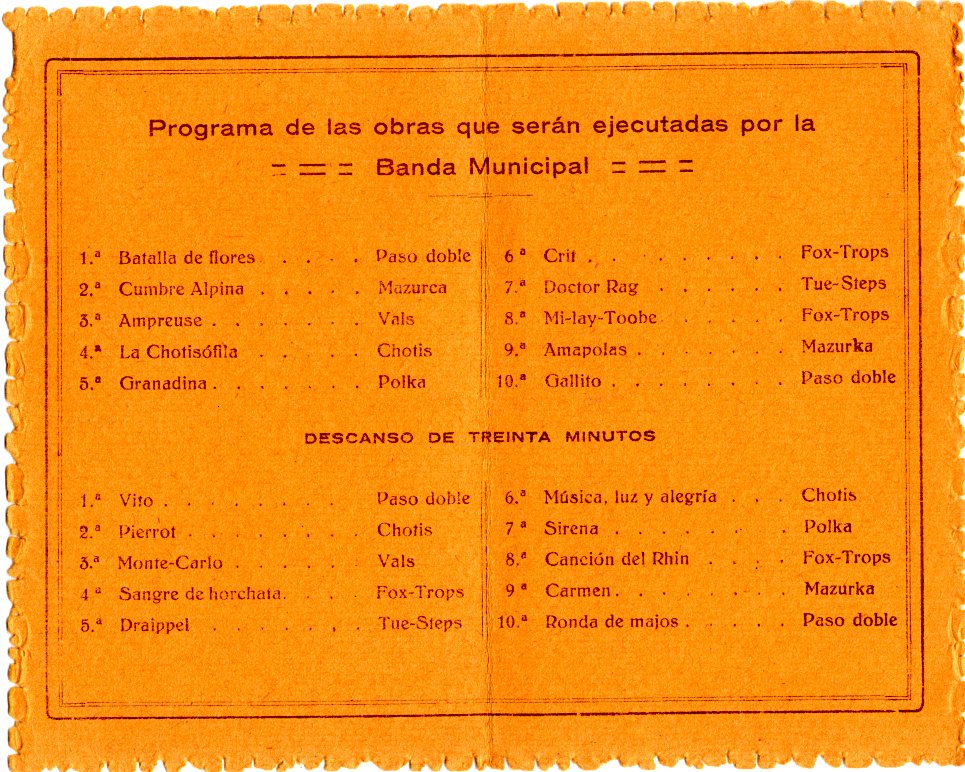 Programa de las obras que serán ejecutadas por la
Banda Municipal
1.ª Batalla de flores . . . . Paso doble
2.ª Cumbre Alpina . . . . . Mazurca
3.ª Ampreuse . . . . . . . Vals
4.ª La Chotisófila . . . . Chotis
5.ª Granadina . . . . . . . Polka
6ª Crit . . . . . . . . Fox-Trops
7.ª Doctor Rag . . . . . . Tue-Steps
8.ª Mi-lay-Toobe . . . . . . Fox-Trops
9.ª Amapolas . . . . . . . Mazurka
10.ª Gallito . . . . . . . . Paso doble
DESCANSO DE TREINTA MINUTOS
1.ª Vito . . . . . . . . Paso doble
2.ª Pierrot . . . . . . . . Chotis
3.ª Monte-Carlo . . . . . . Vals
4ª Sangre de horchata. . . . Fox-Trops
5.ª Draippel . . . . . . . Tue-Steps
6.ª Música, luz y alegría . . . Chotis
7ª Sirena . . . . . . . . Polka
8.ª Canción del Rhin . . . . Fox-Trops
9ª Carmen. . . . . . . . Mazurka
10.ª Ronda de majos . . . . . Paso doble